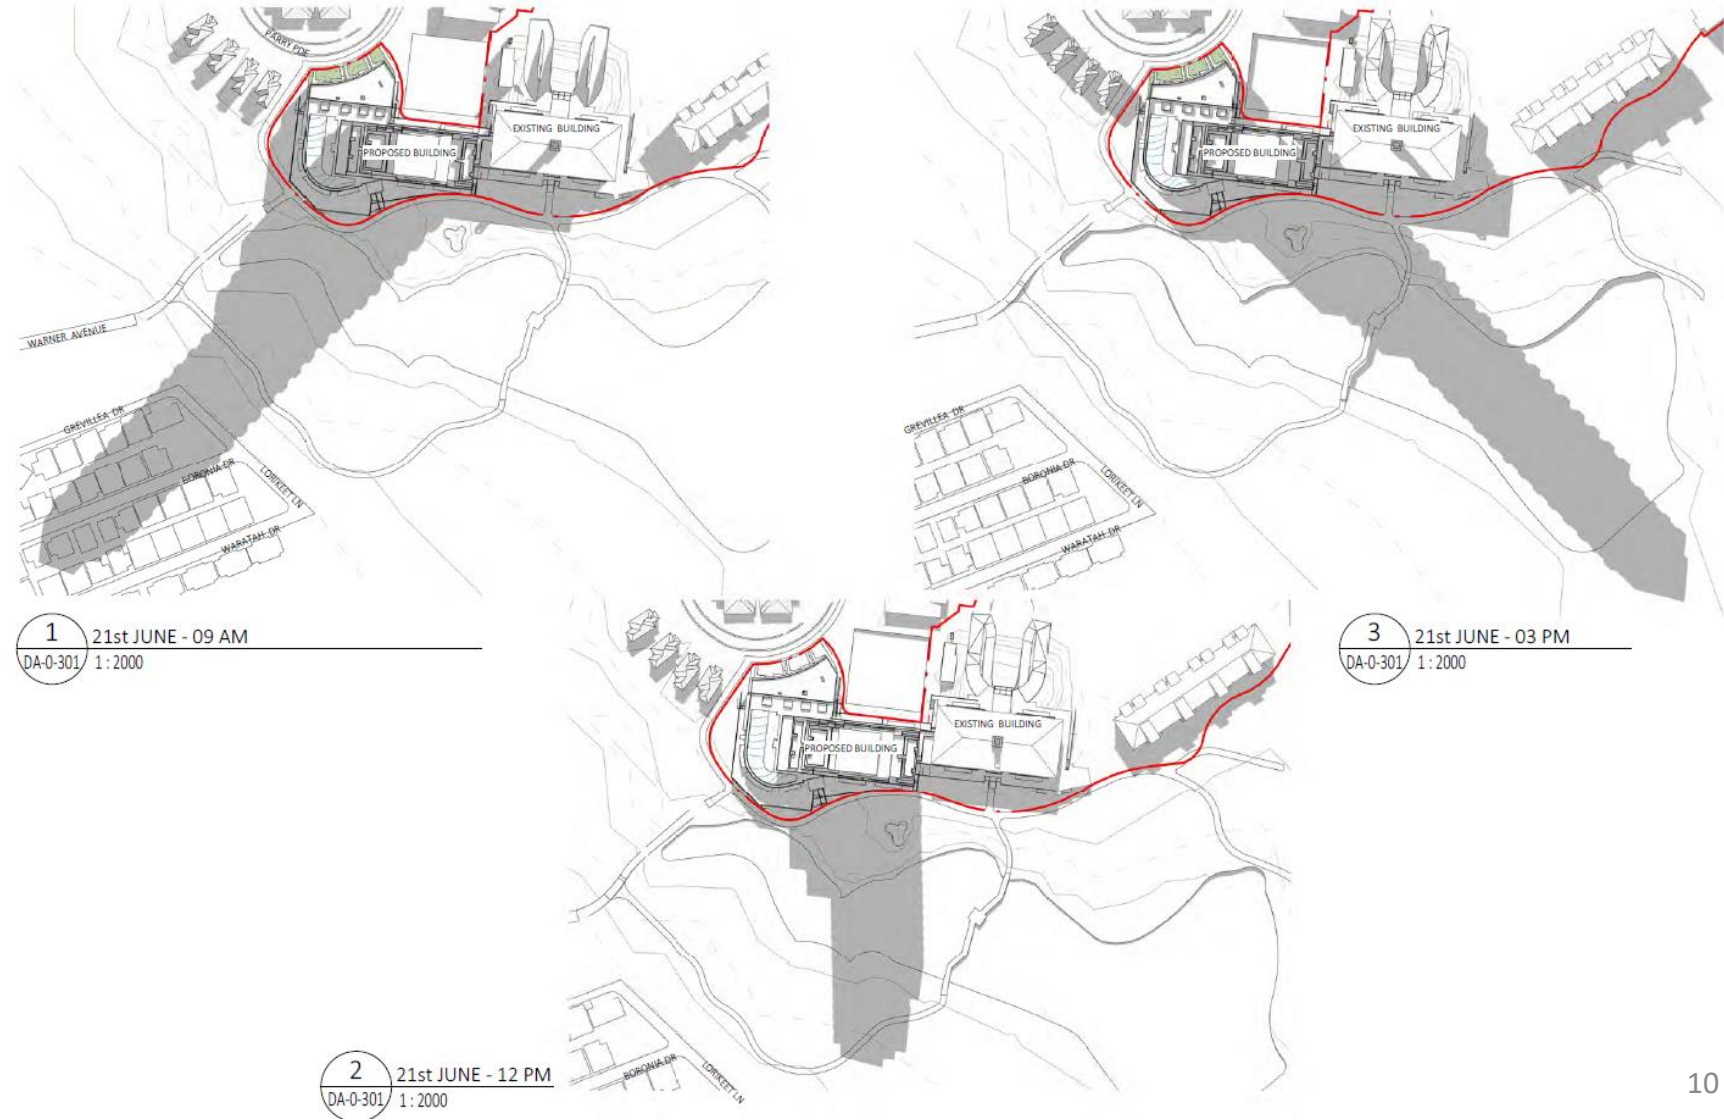 PARRY PDE
EXISTING BUILDING
PROPOSED BUILDING
WARNER AVENUE
GREVILLEA DR
BORONIA DR
LORIKEET LN
WARATAH DR
1
DA-0-301
21st JUNE - 09 AM
1 : 2000
EXISTING BUILDING
PROPOSED BUILDING
GREVILLEA DR
BORONIA DR
LORIKEET LN
WARATAH DR
3
DA-0-301
21st JUNE - 03 PM
1 : 2000
EXISTING BUILDING
PROPOSED BUILDING
BORONIA DR
LORIKEET LN
2
DA-0-301
21st JUNE - 12 PM
1 : 2000
10